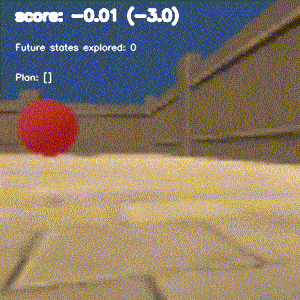 score: -0.01 (-3.0)
Future states explored: 0
Plan: []